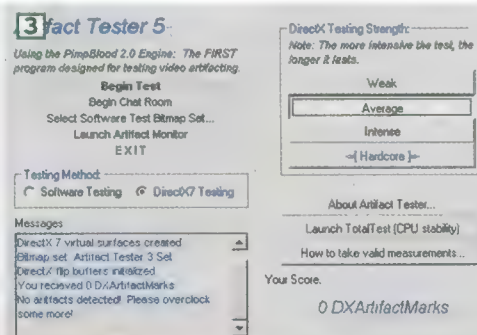 3
fact Tester 5
Using the PimpBlood 2.0 Engine: The FIRST
program designed for testing video artifacting.
Begin Test
Begin Chat Room
Select Software Test Bitmap Set...
Launch Artifact Monitor
EXIT
Testing Method:
Software Testing
DirectX7 Testing
Messages
DirectX 7 virtual surfaces created
Bitmap set Artifact Tester 3 Set
DirectX flip buffers initialized
You recieved 0 DXArtifactMarks
No artifacts detected! Please overclock
some more!
DirectX Testing Strength:
Note: The more intensive the test, the
longer it lasts.
Weak
Average
Intense
-={ Hardcore }=-
About Artifact Tester...
Launch TotalTest (CPU stability)
How to take valid measurements...
Your Score.
0 DXArtifactMarks